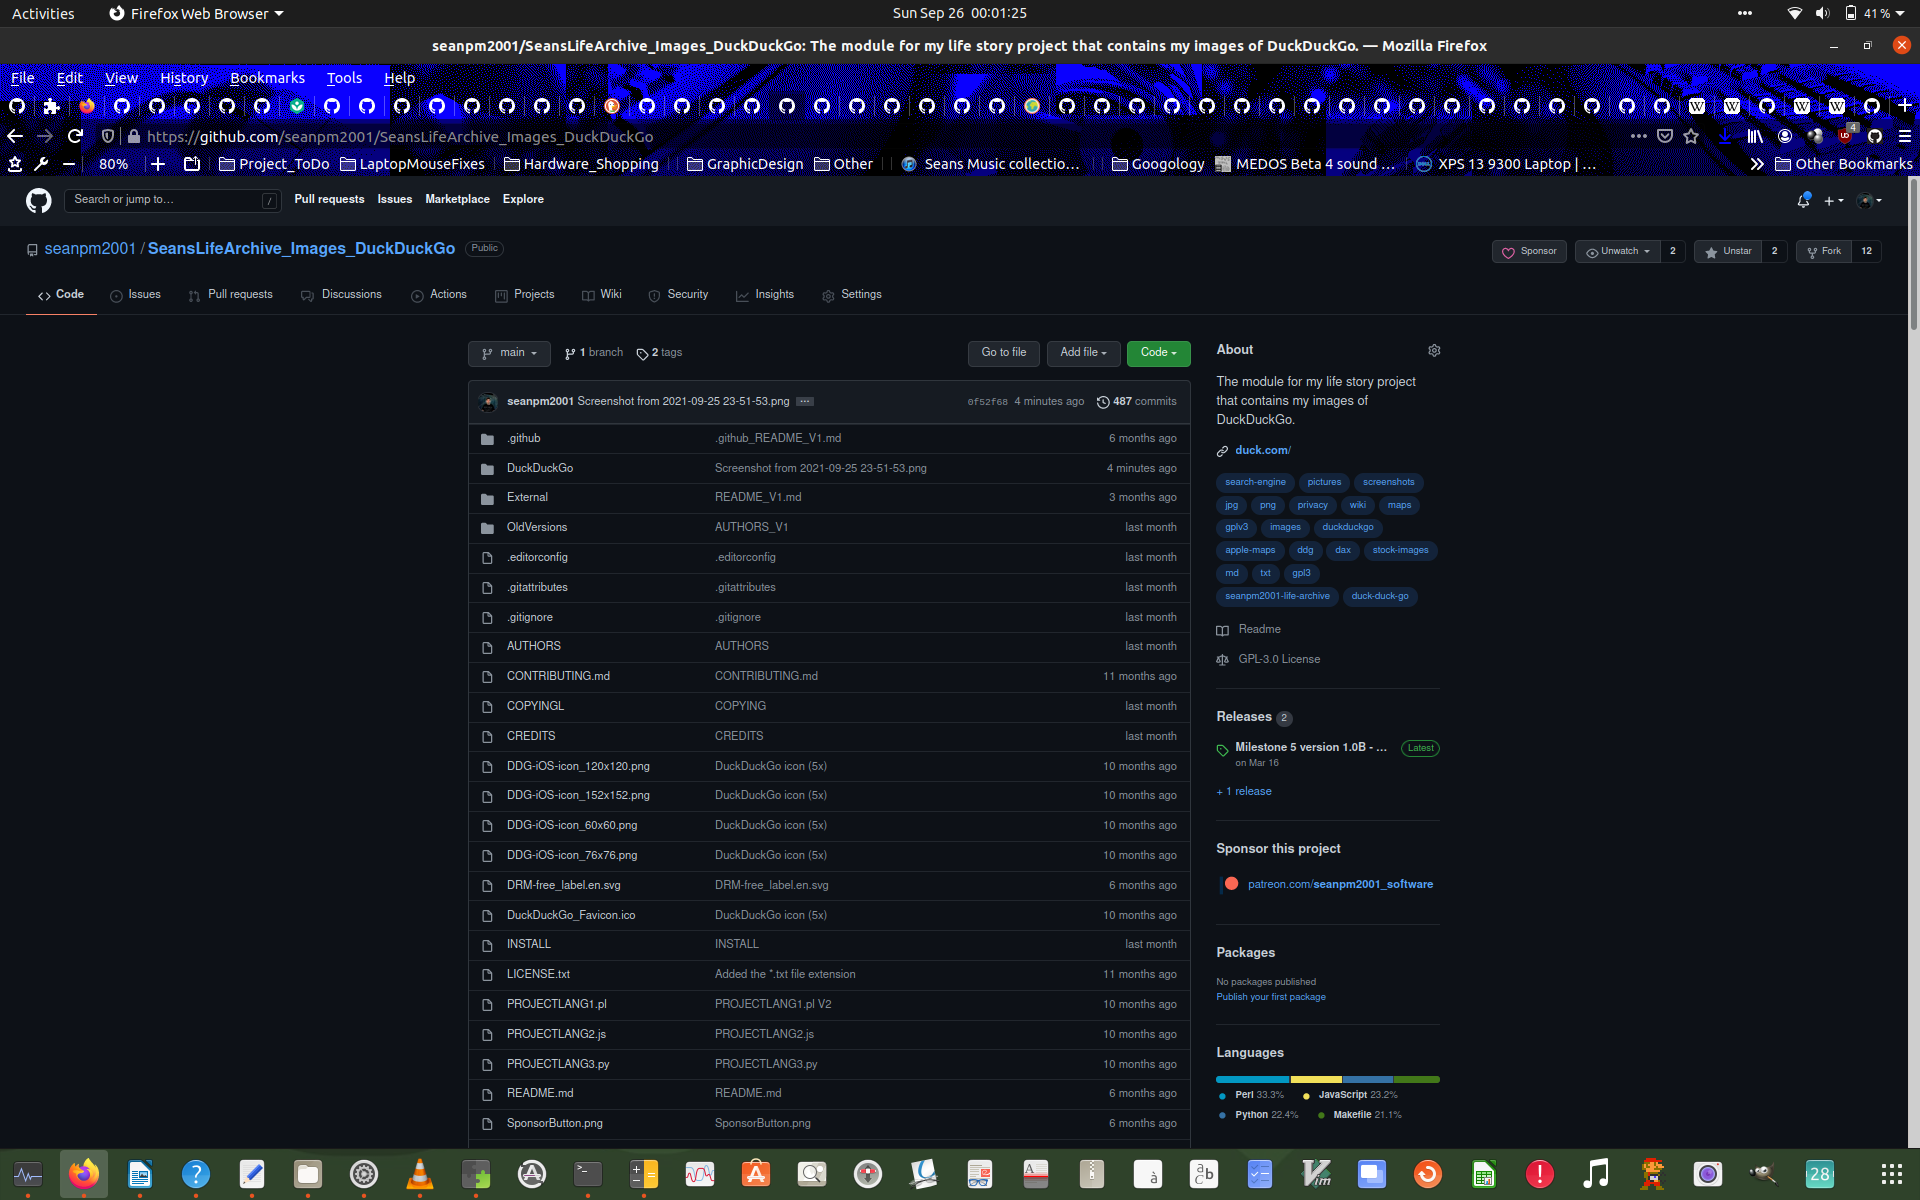 Activities Firefox Web Browser Sun Sep 26 00:01:25 41 %
seanpm2001/SeansLifeArchive_Images_DuckDuckGo: The module for my life story project that contains my images of DuckDuckGo. — Mozilla Firefox
File Edit View History Bookmarks Tools Help
https://github.com/seanpm2001/SeansLifeArchive_Images_DuckDuckGo 4
80% Project_ToDo LaptopMouseFixes Hardware_Shopping GraphicDesign Other Seans Music collectio... Googology MEDOS Beta 4 sound ... XPS 13 9300 Laptop | ... Other Bookmarks
Search or jump to... / Pull requests Issues Marketplace Explore
seanpm2001 / SeansLifeArchive_Images_DuckDuckGo Public
Sponsor Unwatch 2 Unstar 2 Fork 12
Code Issues Pull requests Discussions Actions Projects Wiki Security Insights Settings
main 1 branch 2 tags Go to file Add file Code
seanpm2001 Screenshot from 2021-09-25 23-51-53.png 0f52f68 4 minutes ago 487 commits
.github .github_README_V1.md 6 months ago
DuckDuckGo Screenshot from 2021-09-25 23-51-53.png 4 minutes ago
External README_V1.md 3 months ago
OldVersions AUTHORS_V1 last month
.editorconfig .editorconfig last month
.gitattributes .gitattributes last month
.gitignore .gitignore last month
AUTHORS AUTHORS last month
CONTRIBUTING.md CONTRIBUTING.md 11 months ago
COPYINGL COPYING last month
CREDITS CREDITS last month
DDG-iOS-icon_120x120.png DuckDuckGo icon (5x) 10 months ago
DDG-iOS-icon_152x152.png DuckDuckGo icon (5x) 10 months ago
DDG-iOS-icon_60x60.png DuckDuckGo icon (5x) 10 months ago
DDG-iOS-icon_76x76.png DuckDuckGo icon (5x) 10 months ago
DRM-free_label.en.svg DRM-free_label.en.svg 6 months ago
DuckDuckGo_Favicon.ico DuckDuckGo icon (5x) 10 months ago
INSTALL INSTALL last month
LICENSE.txt Added the *.txt file extension 11 months ago
PROJECTLANG1.pl PROJECTLANG1.pl V2 10 months ago
PROJECTLANG2.js PROJECTLANG2.js 10 months ago
PROJECTLANG3.py PROJECTLANG3.py 10 months ago
README.md README.md 6 months ago
SponsorButton.png SponsorButton.png 6 months ago
About
The module for my life story project
that contains my images of
DuckDuckGo.
duck.com/
search-engine pictures screenshots
jpg png privacy wiki maps
gplv3 images duckduckgo
apple-maps ddg dax stock-images
md txt gpl3
seanpm2001-life-archive duck-duck-go
Readme
GPL-3.0 License
Releases 2
Milestone 5 version 1.0B - ... Latest
on Mar 16
+ 1 release
Sponsor this project
patreon.com/seanpm2001_software
Packages
No packages published
Publish your first package
Languages
Perl 33.3% JavaScript 23.2%
Python 22.4% Makefile 21.1%
28